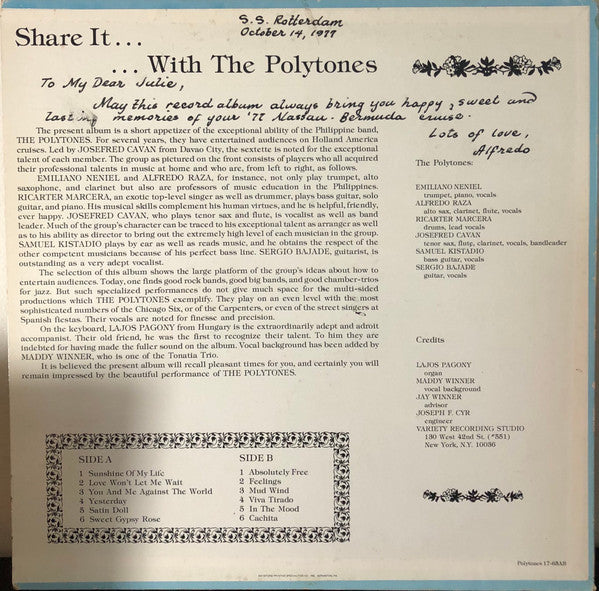 S.S. Rotterdam
October 14, 1977
Share It . . .
. . . With The Polytones
To My Dear Julie,
May this record album always bring you happy, sweet and
lasting memories of your '77 Nassau-Bermuda cruise.
Lots of love,
Alfredo
The present album is a short appetizer of the exceptional ability of the Philippine band,
THE POLYTONES. For several years, they have entertained audiences on Holland America
cruises. Led by JOSEFRED CAVAN from Davao City, the sextette is noted for the exceptional
talent of each member. The group as pictured on the front consists of players who all acquired
their professional talents in music at home and who are, from left to right, as follows.
EMILIANO NENIEL and ALFREDO RAZA, for instance, not only play trumpet, alto
saxophone, and clarinet but also are professors of music education in the Philippines.
RICARTER MARCERA, an exotic top-level singer as well as drummer, plays bass guitar, solo
guitar, and piano. His musical skills complement his human virtues, and he is helpful, friendly,
ever happy. JOSEFRED CAVAN, who plays tenor sax and flute, is vocalist as well as band
leader. Much of the group's character can be traced to his exceptional talent as arranger as well
as to his ability as director to bring out the extremely high level of each musician in the group.
SAMUEL KISTADIO plays by ear as well as reads music, and he obtains the respect of the
other competent musicians because of his perfect bass line. SERGIO BAJADE, guitarist, is
outstanding as a very adept vocalist.
The selection of this album shows the large platform of the group's ideas about how to
entertain audiences. Today, one finds good rock bands, good big bands, and good chamber-trios
for jazz. But such specialized performances do not give much space for the multi-sided
productions which THE POLYTONES exemplify. They play on an even level with the most
sophisticated numbers of the Chicago Six, or of the Carpenters, or even of the street singers at
Spanish fiestas. Their vocals are noted for finesse and precision.
On the keyboard, LAJOS PAGONY from Hungary is the extraordinarily adept and adroit
accompanist. Their old friend, he was the first to recognize their talent. To him they are
indebted for having made the fuller sound on the album. Vocal background has been added by
MADDY WINNER, who is one of the Tonatia Trio.
It is believed the present album will recall pleasant times for you, and certainly you will
remain impressed by the beautiful performance of THE POLYTONES.
The Polytones:
EMILIANO NENIEL
trumpet, piano, vocals
ALFREDO RAZA
alto sax, clarinet, flute, vocals
RICARTER MARCERA
drums, lead vocals
JOSEFRED CAVAN
tenor sax, flute, clarinet, vocals, bandleader
SAMUEL KISTADIO
bass guitar, vocals
SERGIO BAJADE
guitar, vocals
Credits
LAJOS PAGONY
organ
MADDY WINNER
vocal background
JAY WINNER
advisor
JOSEPH F. CYR
engineer
VARIETY RECORDING STUDIO
130 West 42nd St. (#551)
New York, N.Y. 10036
SIDE A
1 Sunshine Of My Life
2 Love Won't Let Me Wait
3 You And Me Against The World
4 Yesterday
5 Satin Doll
6 Sweet Gypsy Rose
SIDE B
1 Absolutely Free
2 Feelings
3 Mud Wind
4 Viva Tirado
5 In The Mood
6 Cachita
Polytones 17-63AB